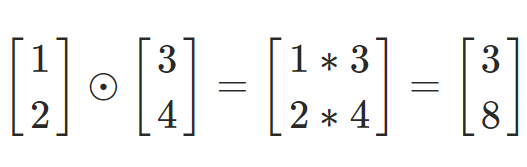 [1 2] ⊙ [3 4] = [1 * 3 2 * 4] = [3 8]